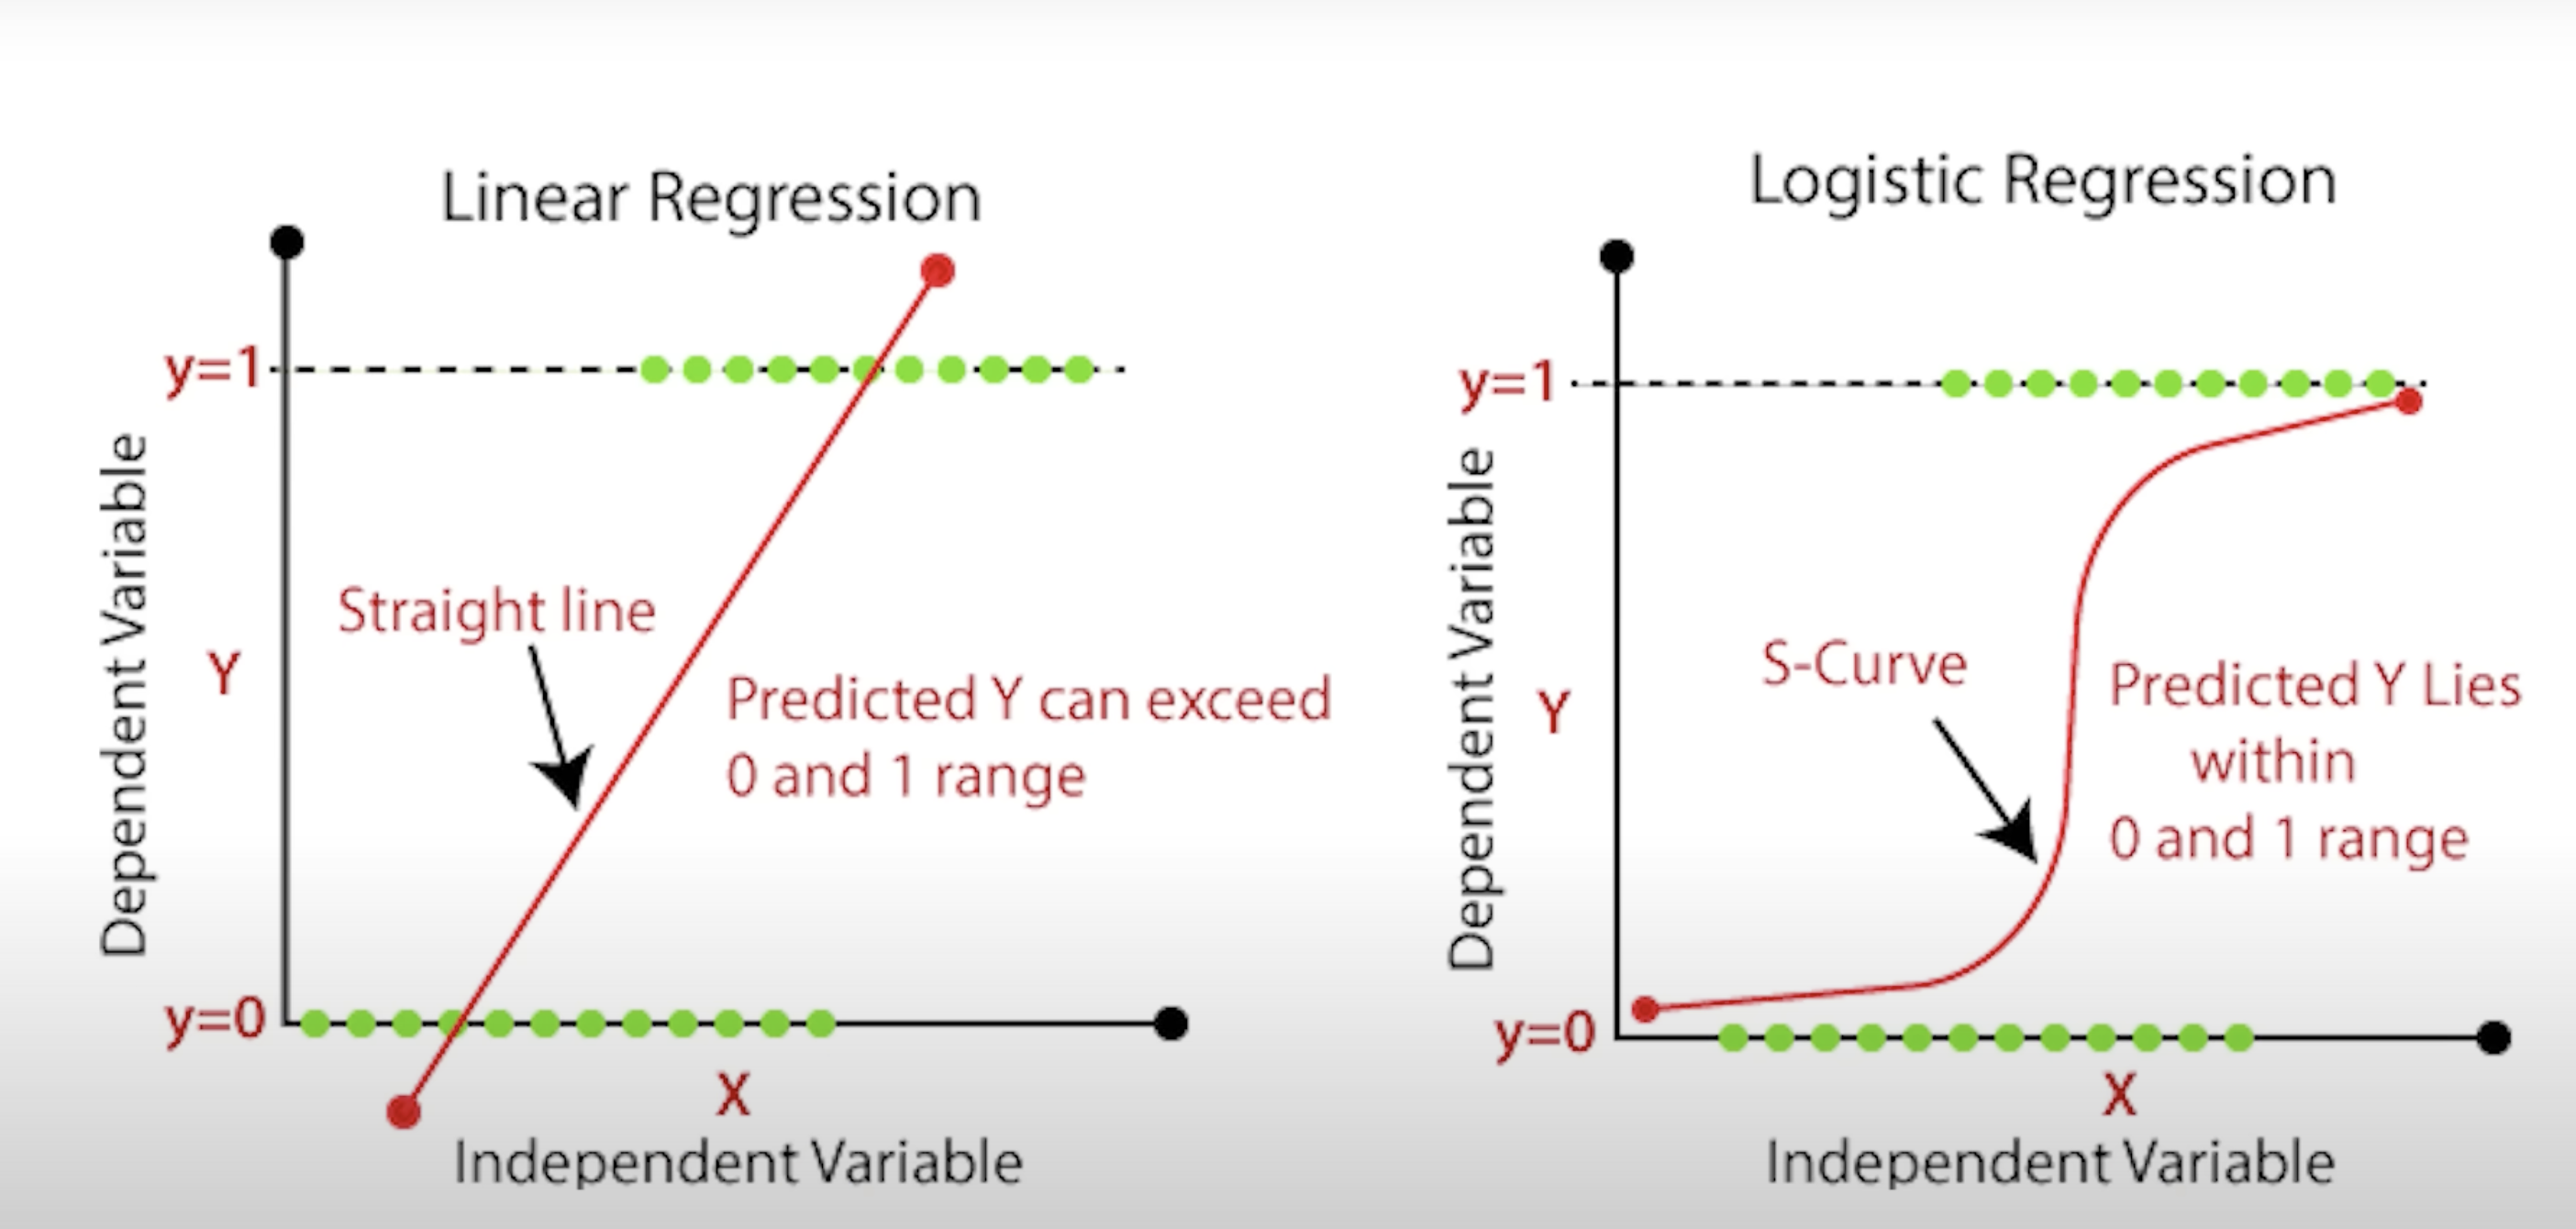 Linear Regression
y=1
Dependent Variable
Y
Straight line
Predicted Y can exceed
0 and 1 range
y=0
X
Independent Variable
Logistic Regression
y=1
Dependent Variable
Y
S-Curve
Predicted Y Lies
within
0 and 1 range
y=0
X
Independent Variable